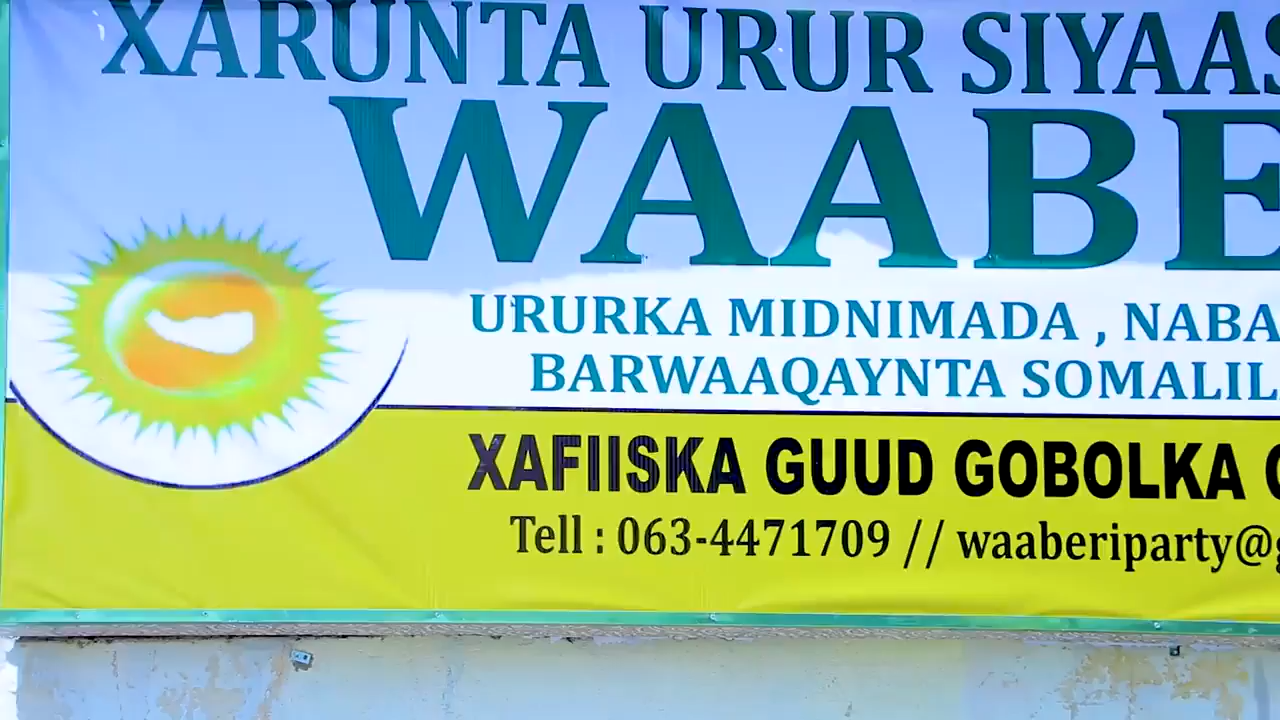 XARUNTA URUR SIYAAS
WAABE
URURKA MIDNIMADA , NABA
BARWAAQAYNTA SOMALIL
XAFIISKA GUUD GOBOLKA
Tell : 063-4471709 // waaberiparty@g